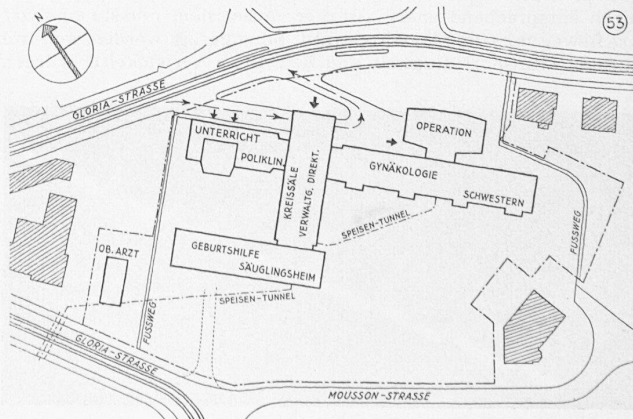 N
53
GLORIA-STRASSE
UNTERRICHT
POLIKLIN.
KREISSÄLE
VERWALTG. DIREKT.
OPERATION
GYNÄKOLOGIE
SCHWESTERN
SPEISEN-TUNNEL
GEBURTSHILFE
SÄUGLINGSHEIM
OB. ARZT
FUSSWEG
FUSSWEG
SPEISEN-TUNNEL
GLORIA-STRASSE
MOUSSON-STRASSE